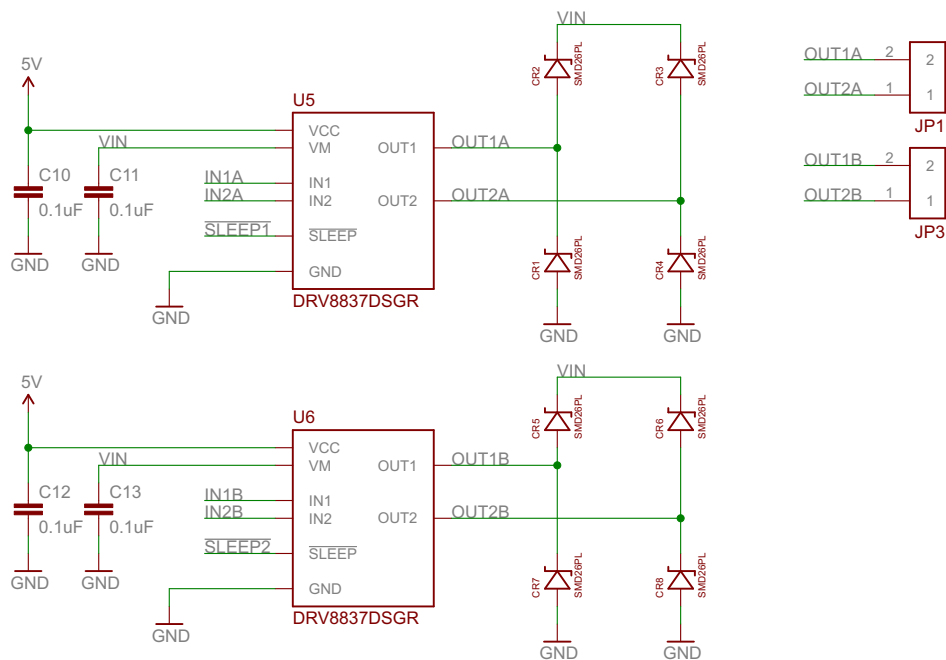 VIN
CR2
SMD26PL
CR3
SMD26PL
OUT1A
2
2
OUT2A
1
1
JP1
5V
U5
VCC
VIN
VM
OUT1
OUT1A
C10
0.1uF
C11
0.1uF
IN1A
IN1
IN2A
IN2
OUT2
OUT2A
SLEEP1
SLEEP
GND
GND
GND
GND
DRV8837DSGR
CR1
SMD26PL
CR4
SMD26PL
GND
GND
OUT1B
2
2
OUT2B
1
1
JP3
VIN
CR5
SMD26PL
CR6
SMD26PL
5V
U6
VCC
VIN
VM
OUT1
OUT1B
C12
0.1uF
C13
0.1uF
IN1B
IN1
IN2B
IN2
OUT2
OUT2B
SLEEP2
SLEEP
GND
GND
GND
GND
DRV8837DSGR
CR7
SMD26PL
CR8
SMD26PL
GND
GND